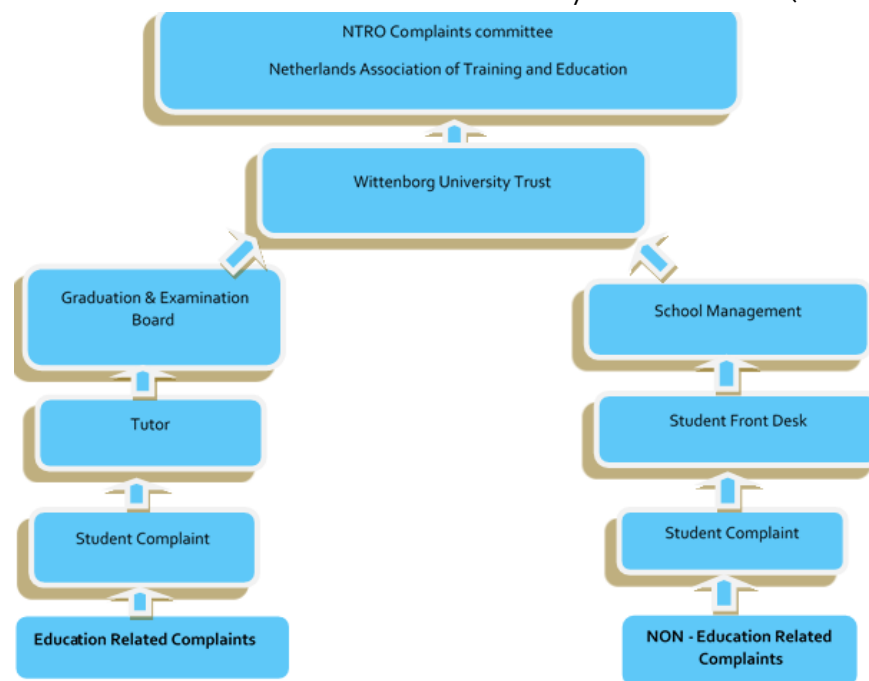 NTRO Complaints committee
Netherlands Association of Training and Education
Wittenborg University Trust
Graduation & Examination
Board
School Management
Tutor
Student Front Desk
Student Complaint
Student Complaint
Education Related Complaints
NON - Education Related
Complaints